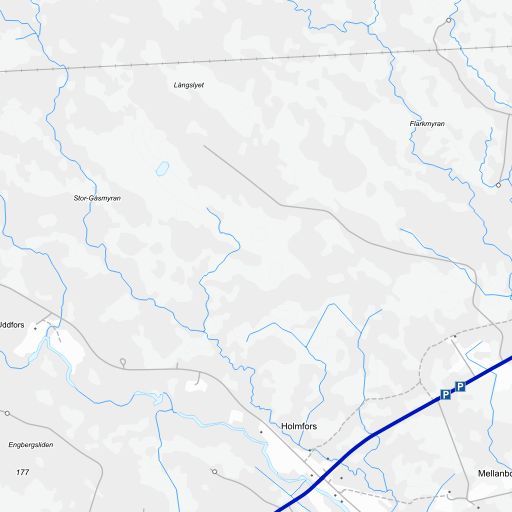 Långslyet
Flarkmyran
Stor-Gåsmyran
Uddfors
P
P
Holmfors
Engbergsliden
177
Mellanbo